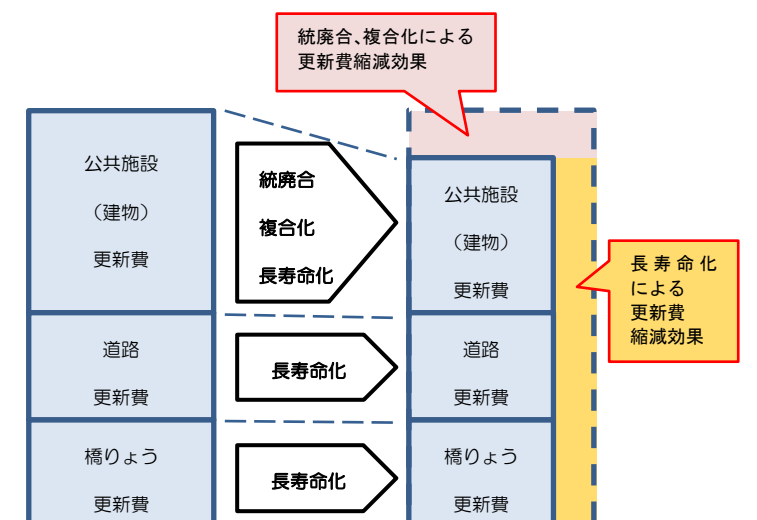 統廃合、複合化による
更新費縮減効果
公共施設
（建物）
更新費
統廃合
複合化
長寿命化
公共施設
（建物）
更新費
長寿命化
による
更新費
縮減効果
道路
更新費
長寿命化
道路
更新費
橋りょう
更新費
長寿命化
橋りょう
更新費